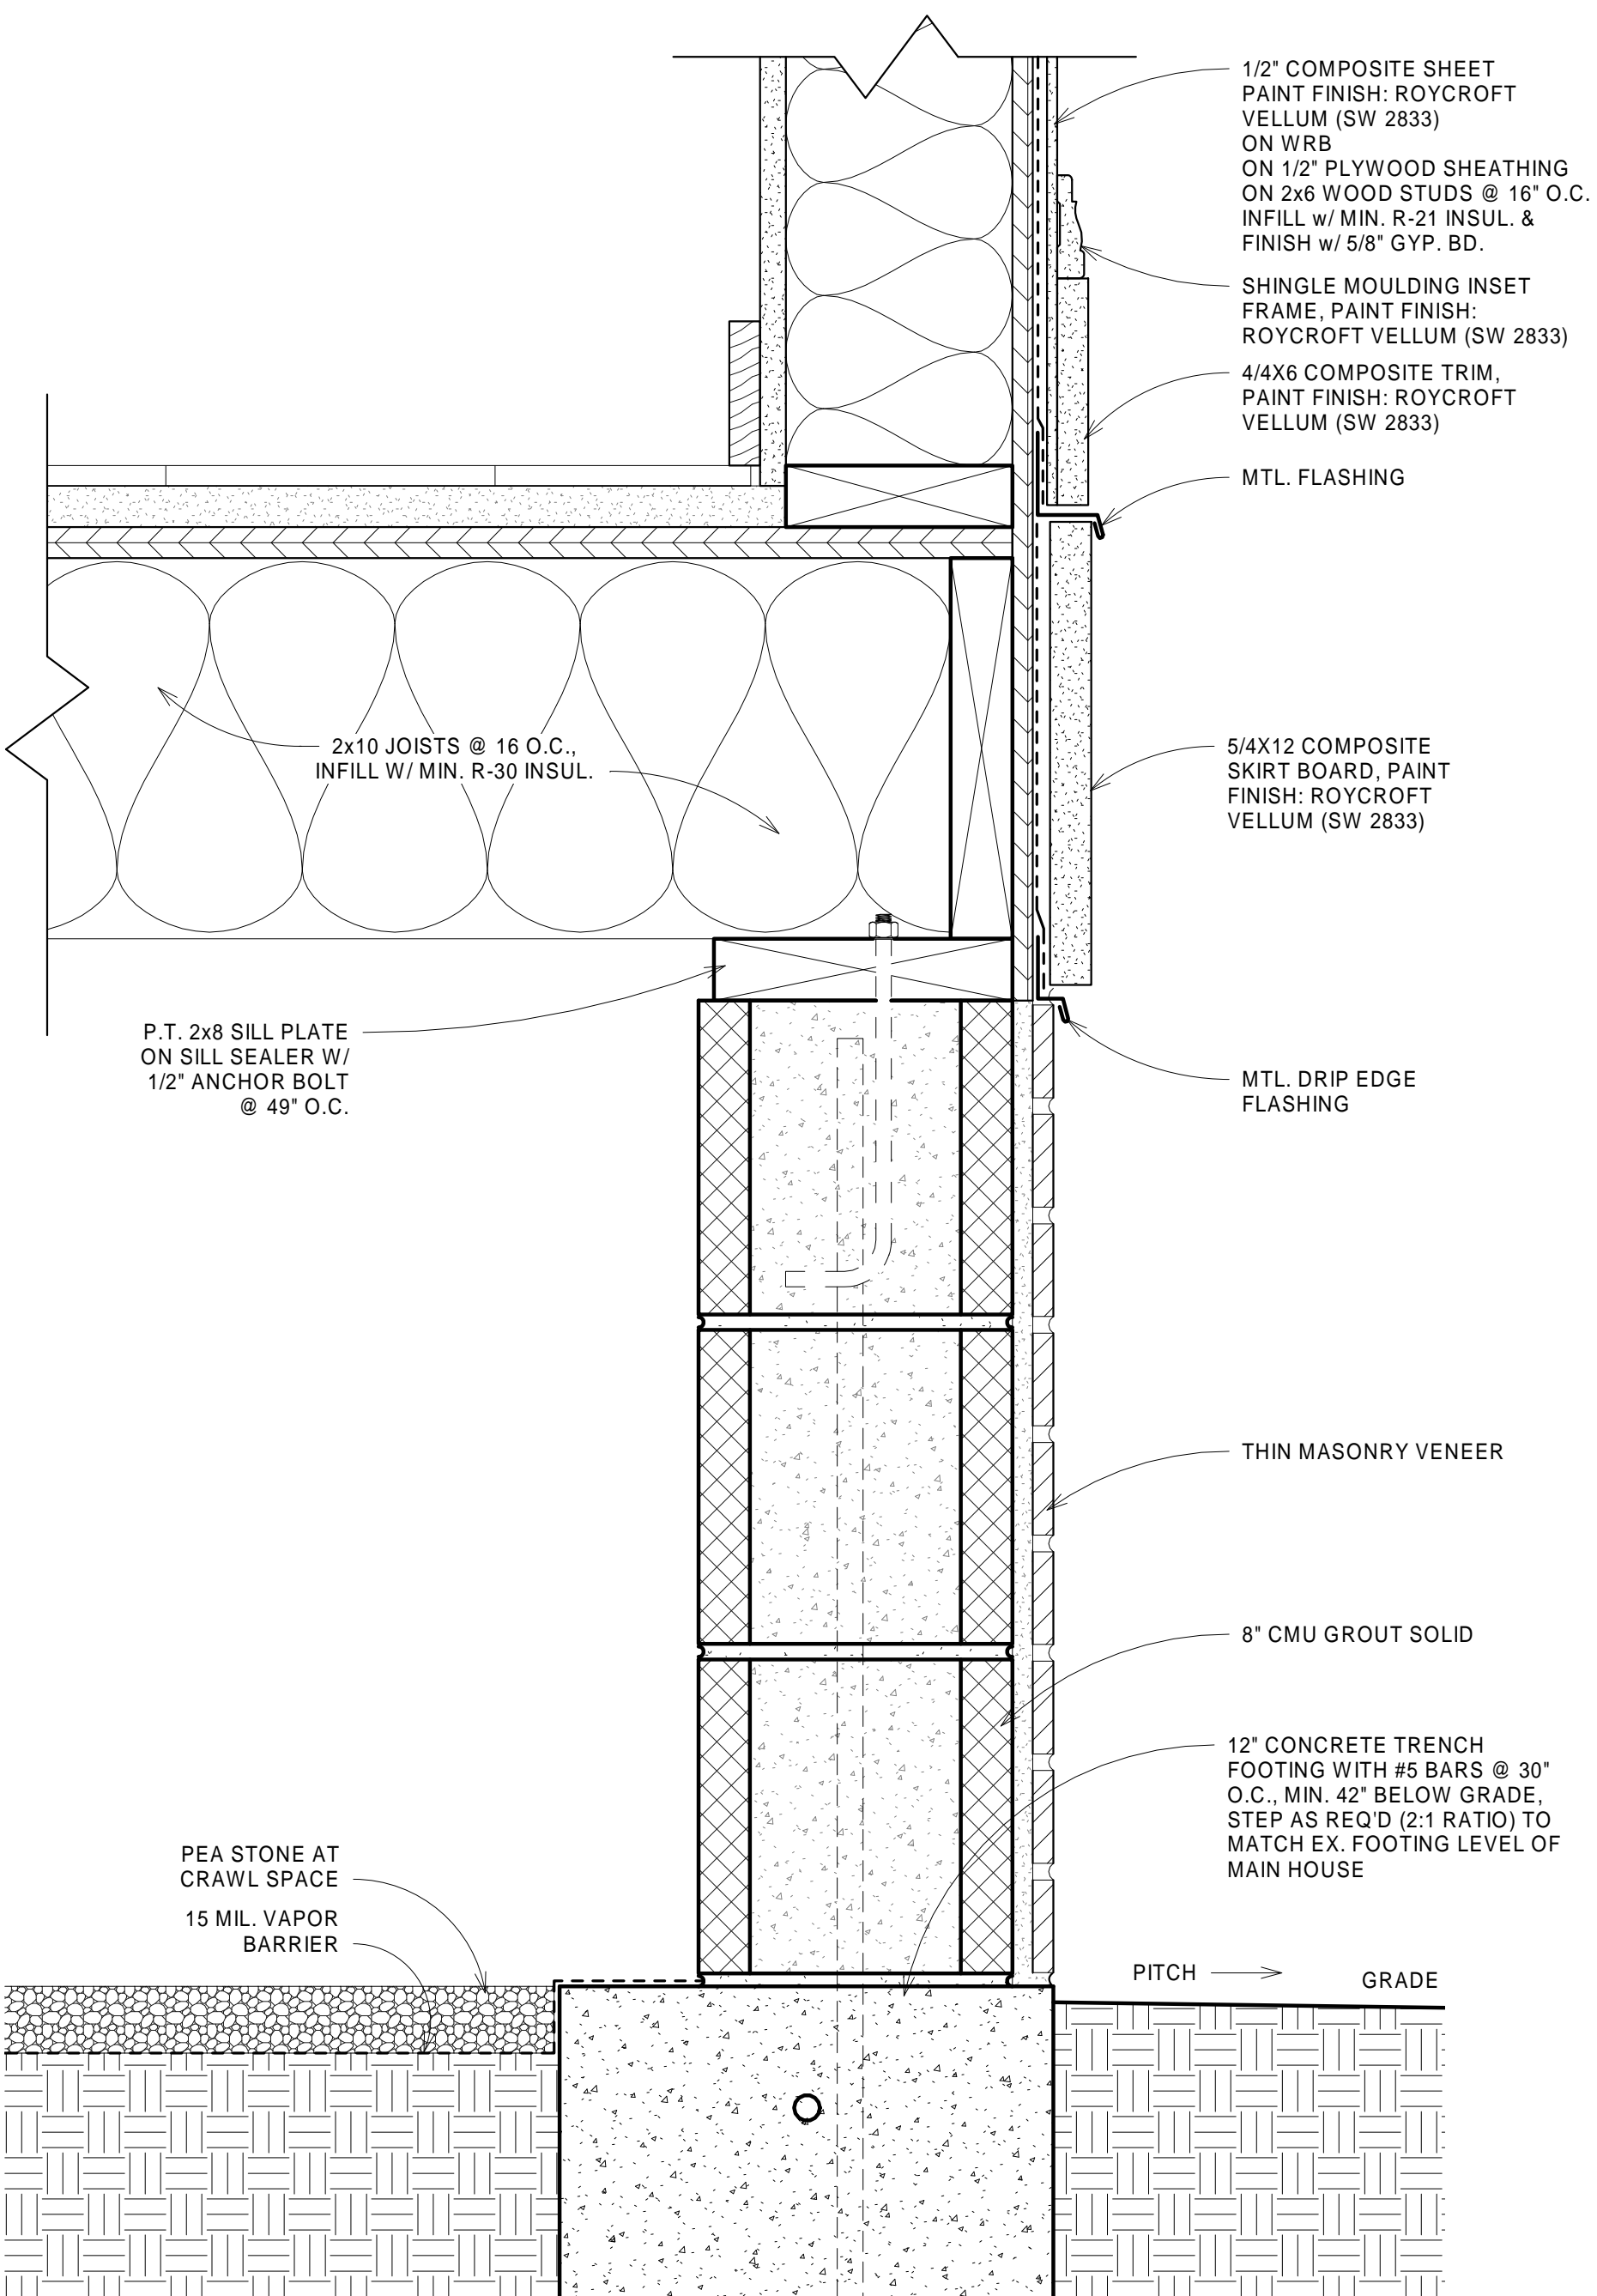 1/2" COMPOSITE SHEET
PAINT FINISH: ROYCROFT
VELLUM (SW 2833)
ON WRB
ON 1/2" PLYWOOD SHEATHING
ON 2x6 WOOD STUDS @ 16" O.C.
INFILL w/ MIN. R-21 INSUL. &
FINISH w/ 5/8" GYP. BD.
SHINGLE MOULDING INSET
FRAME, PAINT FINISH:
ROYCROFT VELLUM (SW 2833)
4/4X6 COMPOSITE TRIM,
PAINT FINISH: ROYCROFT
VELLUM (SW 2833)
MTL. FLASHING
2x10 JOISTS @ 16 O.C.,
INFILL W/ MIN. R-30 INSUL.
5/4X12 COMPOSITE
SKIRT BOARD, PAINT
FINISH: ROYCROFT
VELLUM (SW 2833)
P.T. 2x8 SILL PLATE
ON SILL SEALER W/
1/2" ANCHOR BOLT
@ 49" O.C.
MTL. DRIP EDGE
FLASHING
THIN MASONRY VENEER
8" CMU GROUT SOLID
12" CONCRETE TRENCH
FOOTING WITH #5 BARS @ 30"
O.C., MIN. 42" BELOW GRADE,
STEP AS REQ'D (2:1 RATIO) TO
MATCH EX. FOOTING LEVEL OF
MAIN HOUSE
PEA STONE AT
CRAWL SPACE
15 MIL. VAPOR
BARRIER
PITCH
GRADE